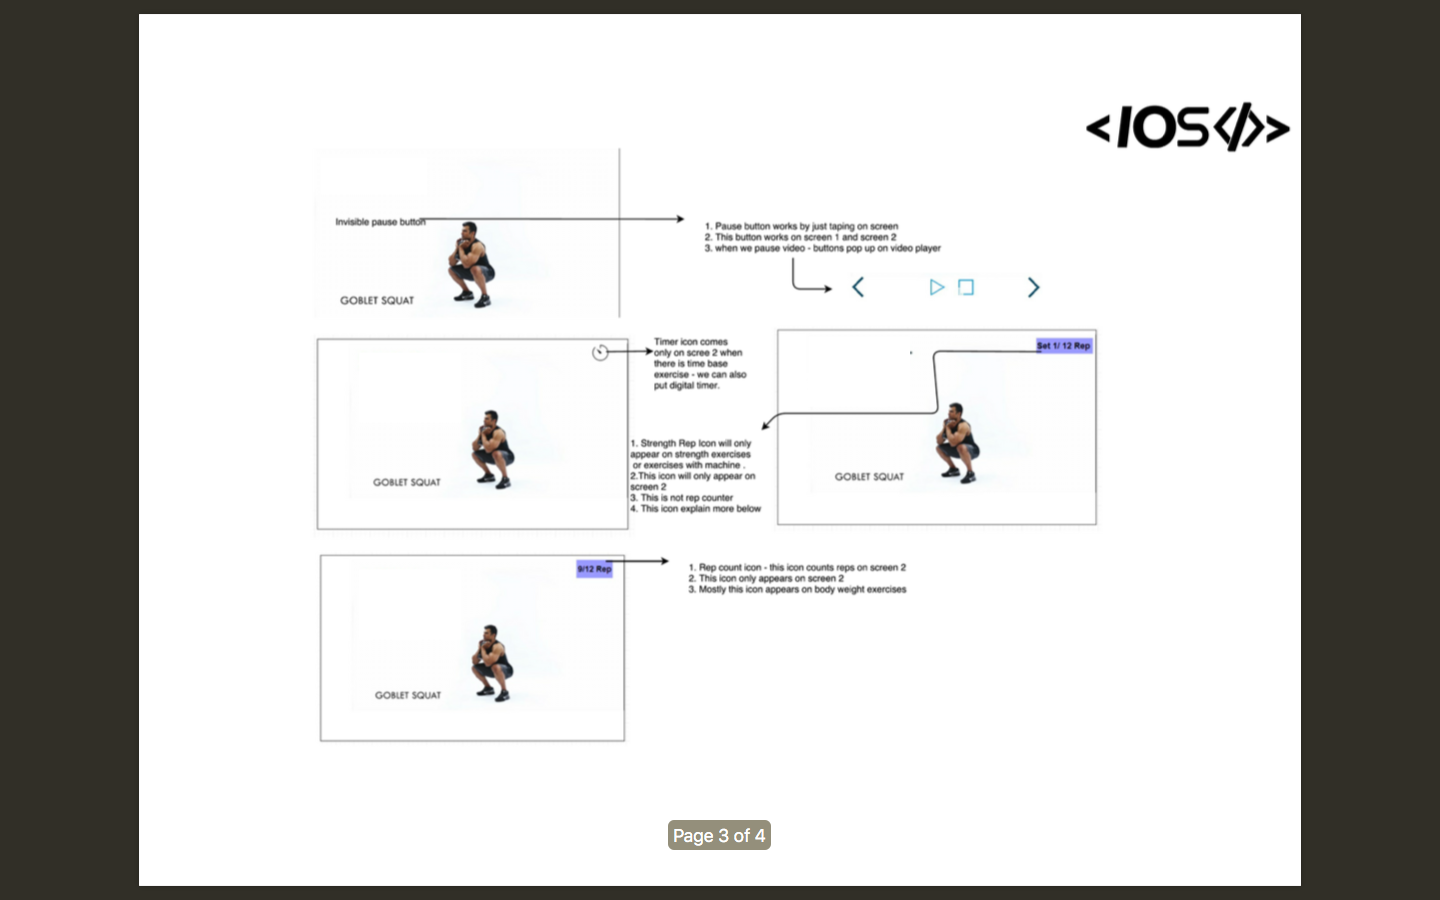 <IOS</>>
Invisible pause button
1. Pause button works by just taping on screen
2. This button works on screen 1 and screen 2
3. when we pause video - buttons pop up on video player
GOBLET SQUAT
Timer icon comes
only on scree 2 when
there is time base
exercise - we can also
put digital timer.
Set 1/ 12 Rep
1. Strength Rep Icon will only
appear on strength exercises
or exercises with machine .
2.This icon will only appear on
screen 2
3. This is not rep counter
4. This icon explain more below
GOBLET SQUAT
GOBLET SQUAT
9/12 Rep
1. Rep count icon - this icon counts reps on screen 2
2. This icon only appears on screen 2
3. Mostly this icon appears on body weight exercises
GOBLET SQUAT
Page 3 of 4